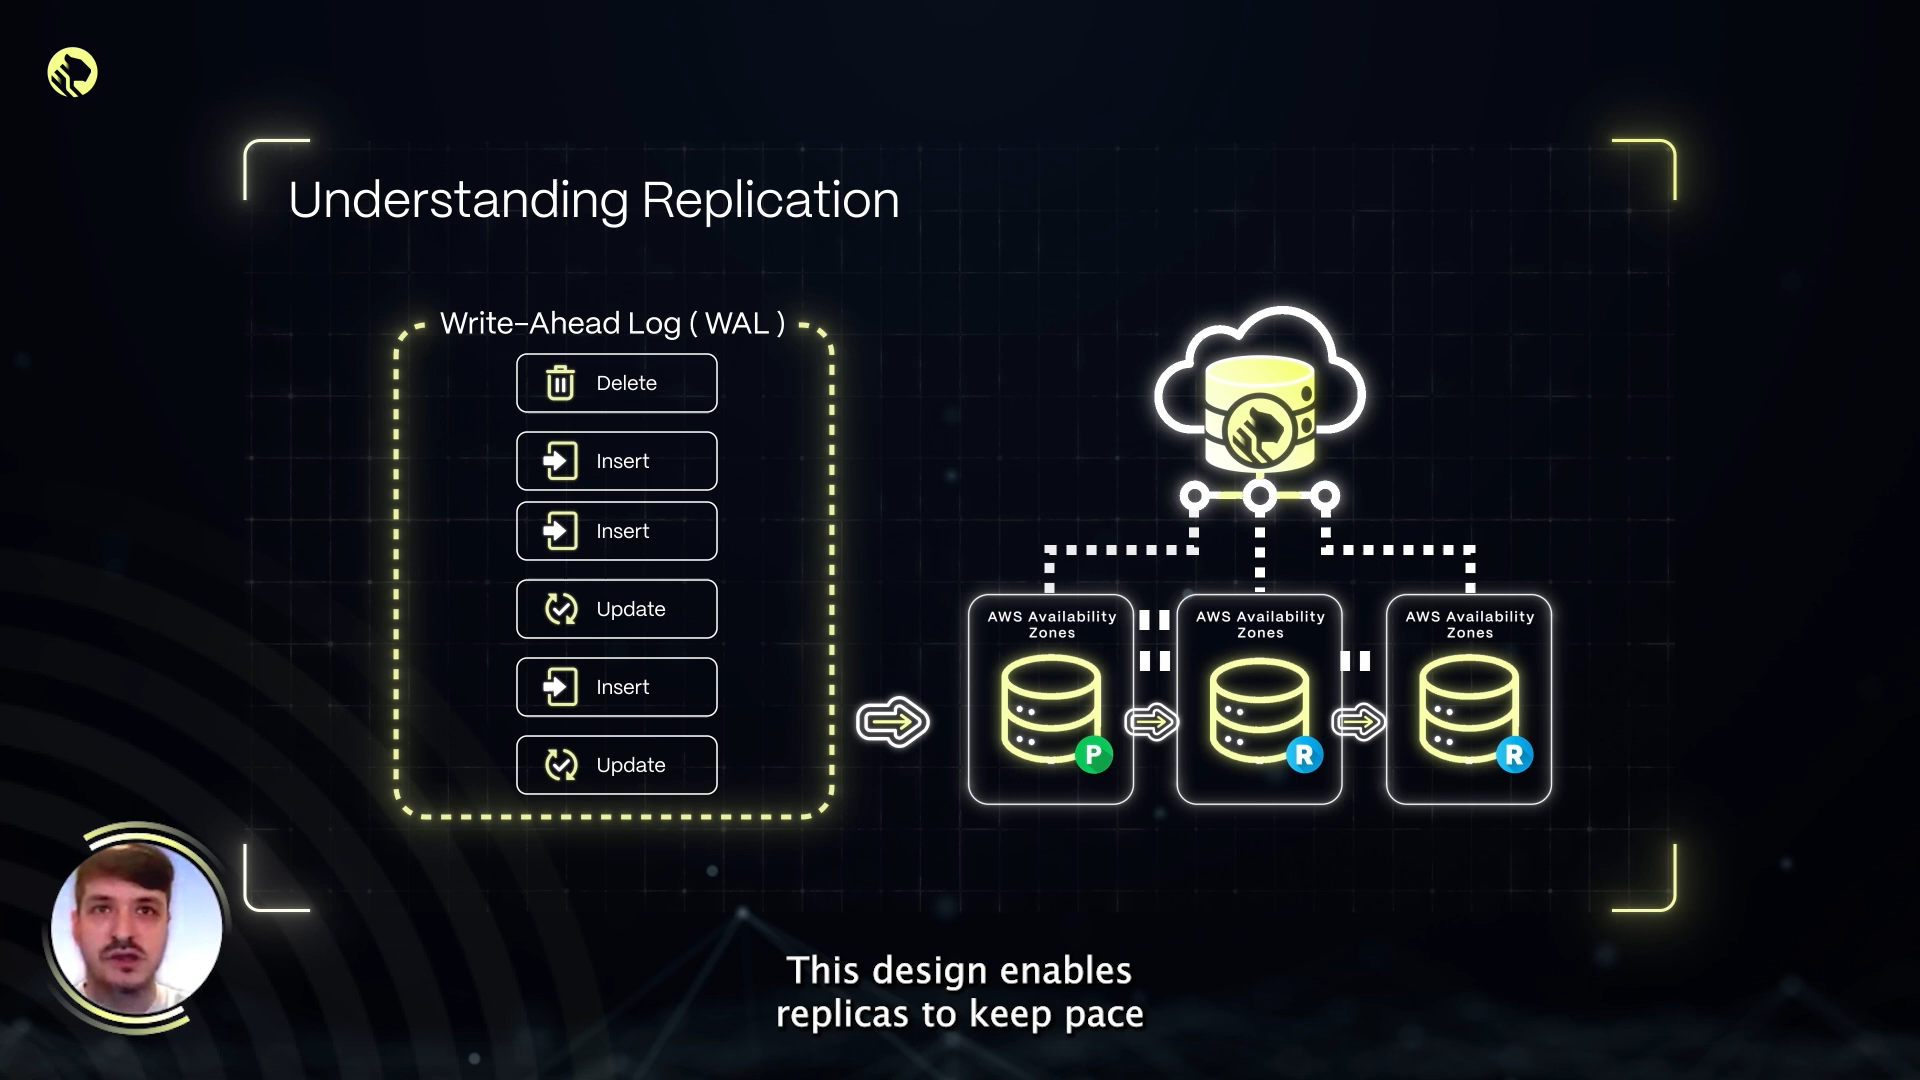 Understanding Replication
Write-Ahead Log ( WAL )
Delete
Insert
Insert
Update
Insert
Update
AWS Availability
Zones
P
AWS Availability
Zones
R
AWS Availability
Zones
R
This design enables
replicas to keep pace